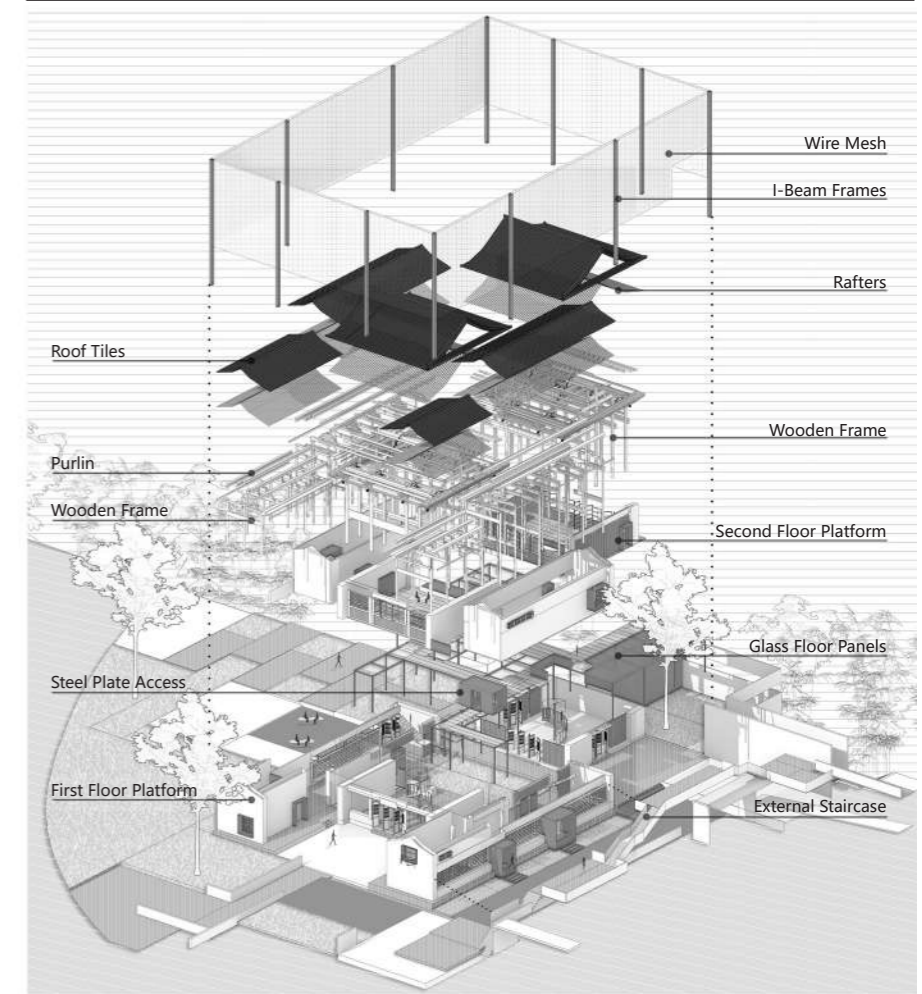 Wire Mesh
I-Beam Frames
Rafters
Roof Tiles
Wooden Frame
Purlin
Wooden Frame
Second Floor Platform
Glass Floor Panels
Steel Plate Access
First Floor Platform
External Staircase